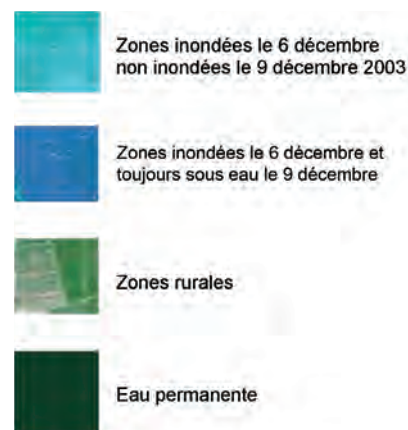 Zones inondées le 6 décembre
non inondées le 9 décembre 2003
Zones inondées le 6 décembre et
toujours sous eau le 9 décembre
Zones rurales
Eau permanente